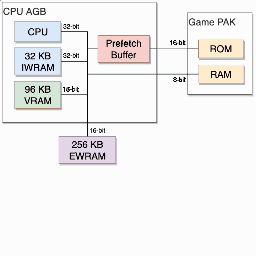 CPU AGB
Game PAK
32-bit
CPU
Prefetch
Buffer
16-bit
ROM
32 KB
IWRAM
32-bit
RAM
8-bit
96 KB
VRAM
16-bit
16-bit
256 KB
EWRAM